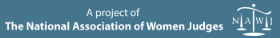 A project of
The National Association of Women Judges
NAWJ